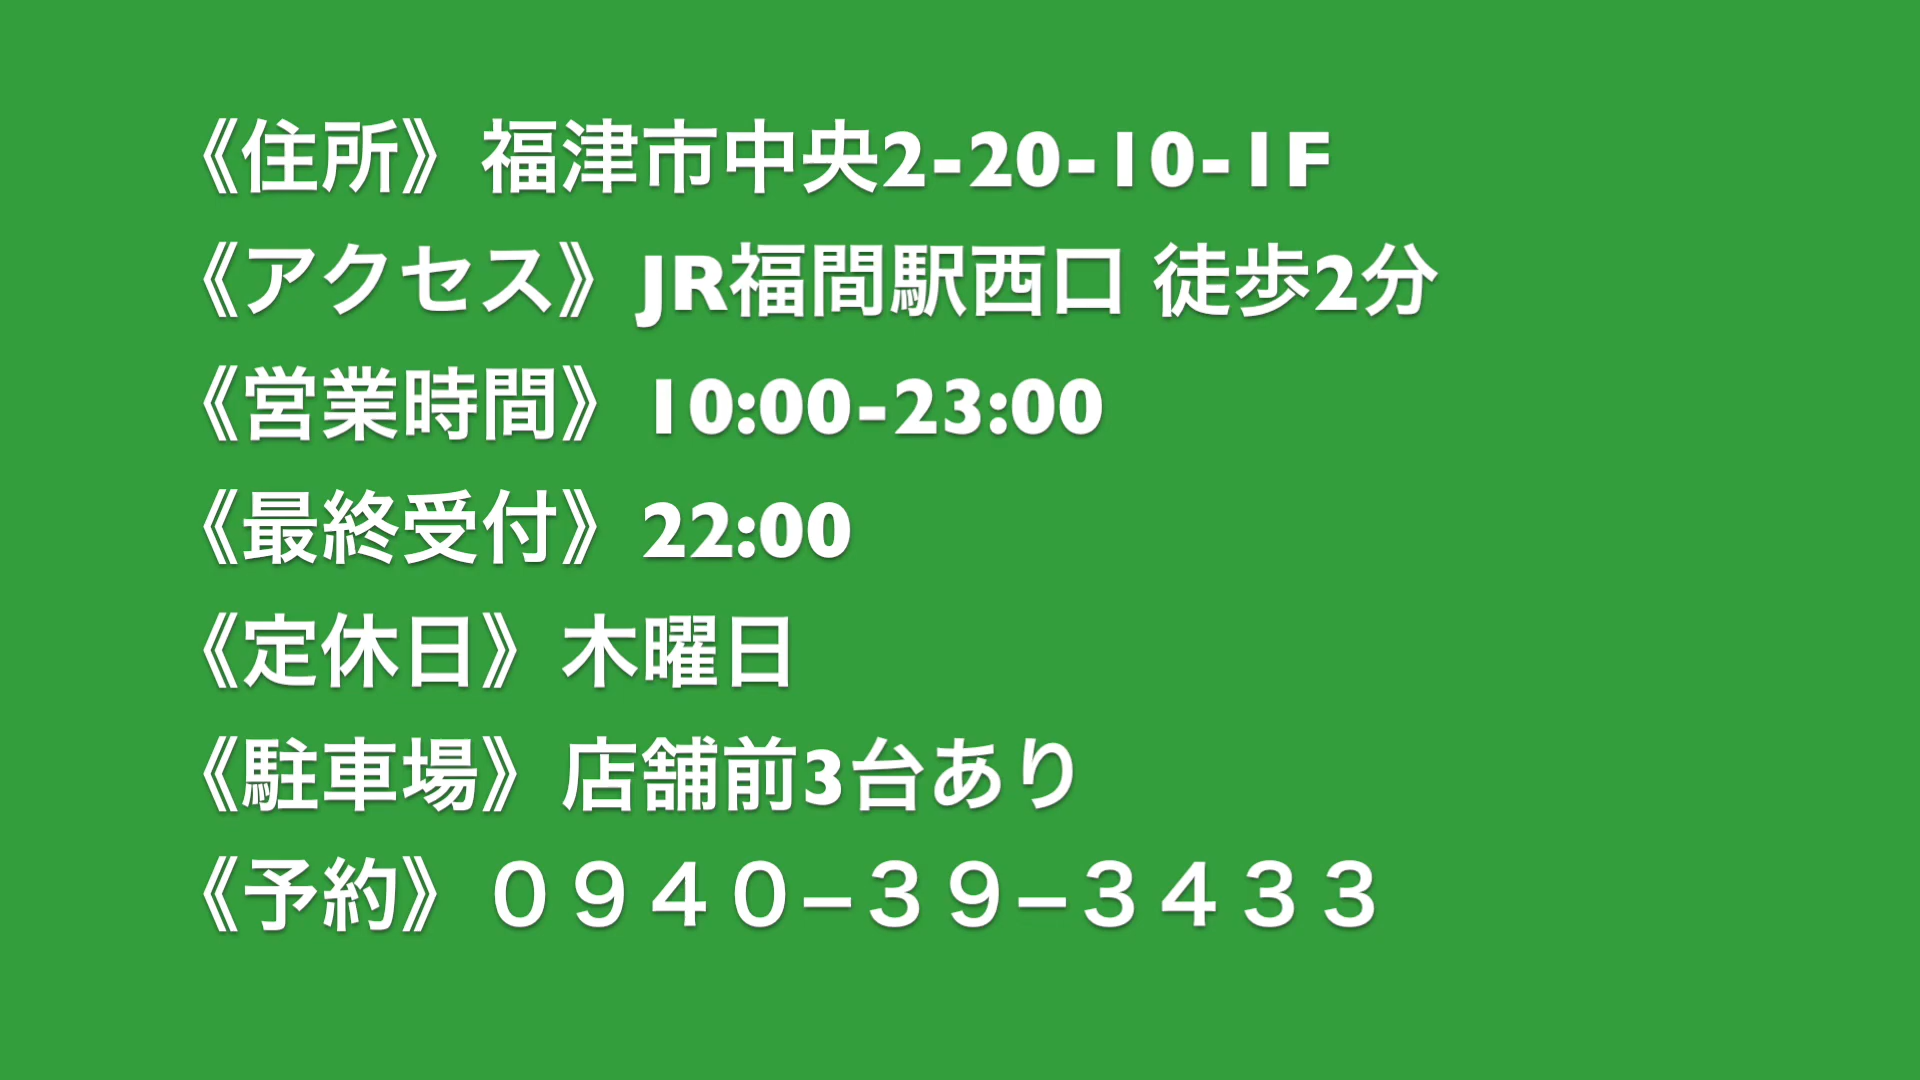 《住所》福津市中央2-20-10-1F
《アクセス》JR福間駅西口 徒歩2分
《営業時間》10:00-23:00
《最終受付》22:00
《定休日》木曜日
《駐車場》店舗前3台あり
《予約》０９４０−３９−３４３３